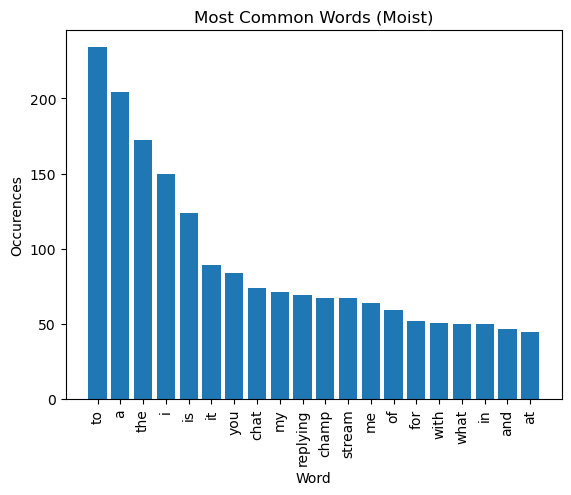 Most Common Words (Moist)
Occurences
200
150
100
50
0
to
a
the
i
is
it
you
chat
my
replying
champ
stream
me
of
for
with
what
in
and
at
Word